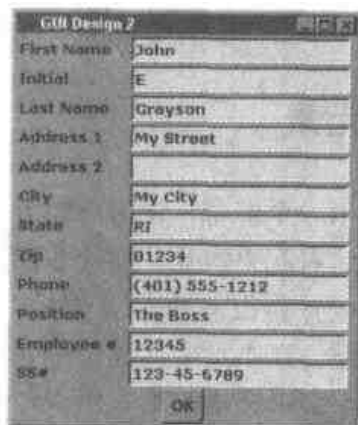 GUI Design 2
First Name John
Initial E
Last Name Grayson
Address 1 My Street
Address 2
City My City
State RI
Zip 01234
Phone (401) 555-1212
Position The Boss
Employee # 12345
SS# 123-45-6789
OK